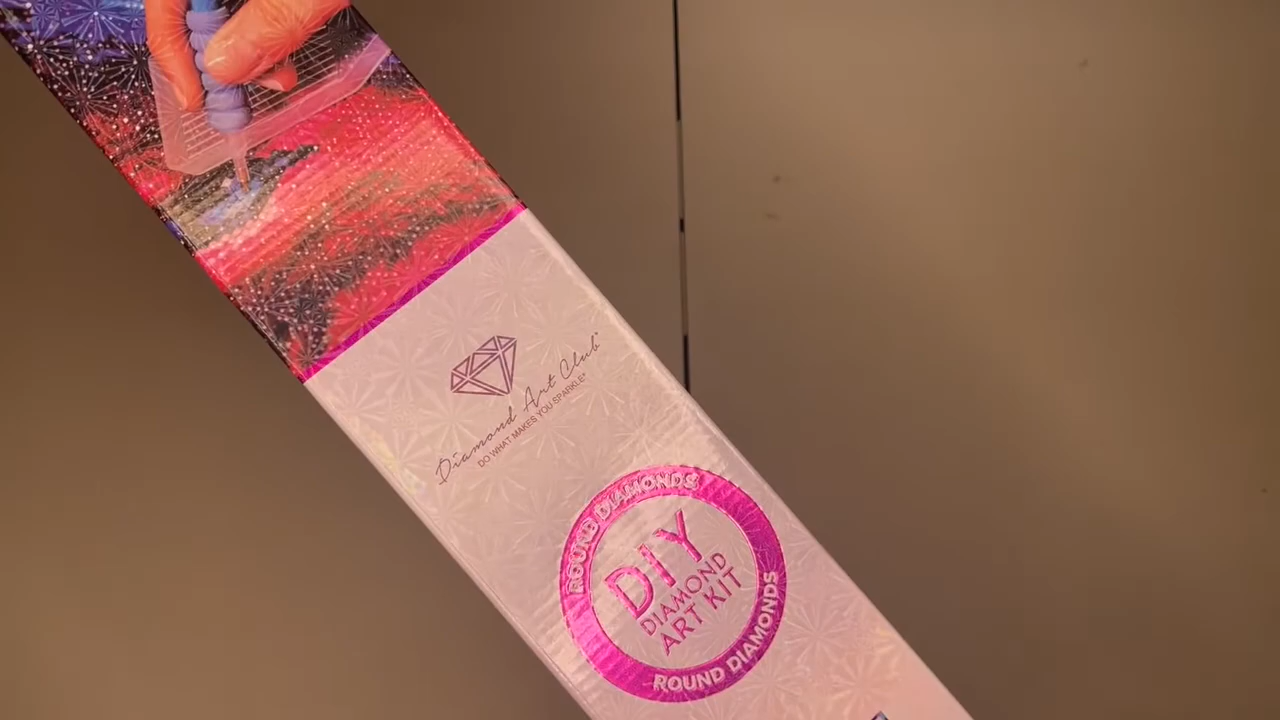 Diamond Art Club®
DO WHAT MAKES YOU SPARKLE®
ROUND DIAMONDS
DIY
DIAMOND
ART KIT
ROUND DIAMONDS